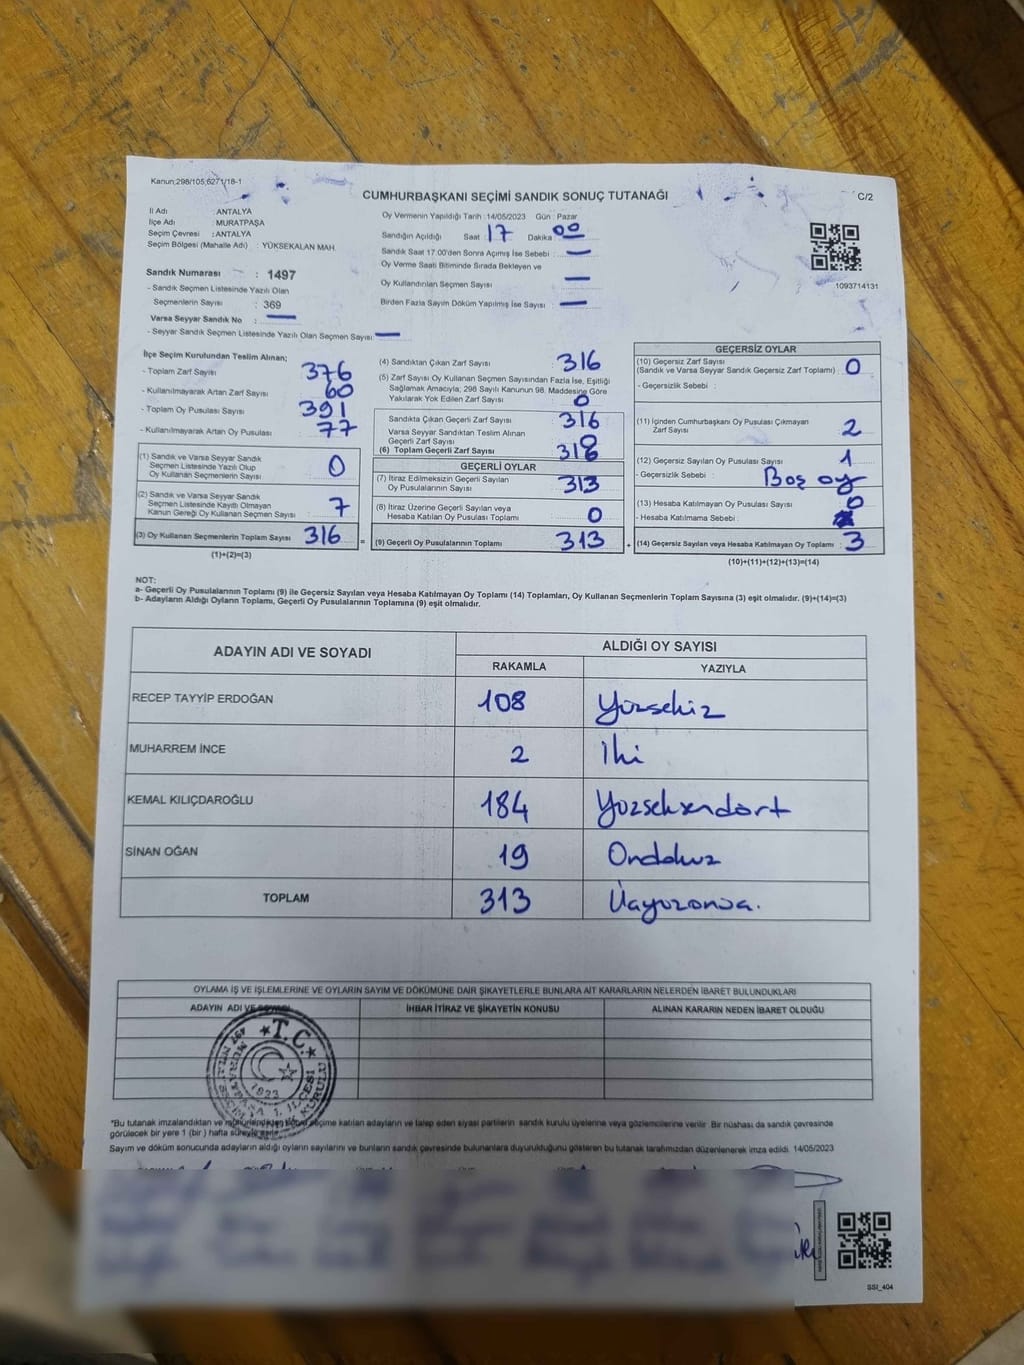 Kanun;298/105;6271/18-1
CUMHURBAŞKANI SEÇİMİ SANDIK SONUÇ TUTANAĞI
C/2
İl Adı : ANTALYA
İlçe Adı : MURATPAŞA
Seçim Çevresi : ANTALYA
Seçim Bölgesi (Mahalle Adı) : YÜKSEKALAN MAH.
Sandık Numarası : 1497
- Sandık Seçmen Listesinde Yazılı Olan
Seçmenlerin Sayısı : 369
Varsa Seyyar Sandık No : —
- Seyyar Sandık Seçmen Listesinde Yazılı Olan Seçmen Sayısı: —
Oy Vermenin Yapıldığı Tarih :14/05/2023 Gün : Pazar
Sandığın Açıldığı Saat : 17 Dakika : 00
Sandık Saat 17.00'den Sonra Açımış İse Sebebi : —
Oy Verme Saati Bitiminde Sırada Bekleyen ve
Oy Kullandırılan Seçmen Sayısı : —
Birden Fazla Sayım Döküm Yapılmış İse Sayısı : —
1093714131
İlçe Seçim Kurulundan Teslim Alınan;
- Toplam Zarf Sayısı : 376
- Kullanılmayarak Artan Zarf Sayısı : 60
- Toplam Oy Pusulası Sayısı : 391
- Kullanılmayarak Artan Oy Pusulası : 77
(1) Sandık ve Varsa Seyyar Sandık
Seçmen Listesinde Yazılı Olup
Oy Kullanan Seçmenlerin Sayısı : 0
(2) Sandık ve Varsa Seyyar Sandık
Seçmen Listesinde Kayıtlı Olmayan
Kanun Gereği Oy Kullanan Seçmen Sayısı : 7
(3) Oy Kullanan Seçmenlerin Toplam Sayısı : 316
(1)+(2)=(3)
(4) Sandıktan Çıkan Zarf Sayısı : 316
(5) Zarf Sayısı Oy Kullanan Seçmen Sayısından Fazla İse, Eşitliği
Sağlamak Amacıyla; 298 Sayılı Kanunun 98. Maddesine Göre
Yakılarak Yok Edilen Zarf Sayısı : 0
Sandıkta Çıkan Geçerli Zarf Sayısı : 316
Varsa Seyyar Sandıktan Teslim Alınan
Geçerli Zarf Sayısı
(6) Toplam Geçerli Zarf Sayısı :
GEÇERLİ OYLAR
(7) İtiraz Edilmeksizin Geçerli Sayılan
Oy Pusulalarının Sayısı : 313
(8) İtiraz Üzerine Geçerli Sayılan veya
Hesaba Katılan Oy Pusulası Toplamı : 0
= (9) Geçerli Oy Pusulalarının Toplamı : 313
GEÇERSİZ OYLAR
(10) Geçersiz Zarf Sayısı
(Sandık ve Varsa Seyyar Sandık Geçersiz Zarf Toplamı) : 0
- Geçersizlik Sebebi :
(11) İçinden Cumhurbaşkanı Oy Pusulası Çıkmayan
Zarf Sayısı : 2
(12) Geçersiz Sayılan Oy Pusulası Sayısı : 1
- Geçersizlik Sebebi : Boş oy
(13) Hesaba Katılmayan Oy Pusulası Sayısı : 0
- Hesaba Katılmama Sebebi :
+ (14) Geçersiz Sayılan veya Hesaba Katılmayan Oy Toplamı : 3
(10)+(11)+(12)+(13)=(14)
NOT:
a- Geçerli Oy Pusulalarının Toplamı (9) ile Geçersiz Sayılan veya Hesaba Katılmayan Oy Toplamı (14) Toplamları, Oy Kullanan Seçmenlerin Toplam Sayısına (3) eşit olmalıdır. (9)+(14)=(3)
b- Adayların Aldığı Oyların Toplamı, Geçerli Oy Pusulalarının Toplamına (9) eşit olmalıdır.
ADAYIN ADI VE SOYADI
ALDIĞI OY SAYISI
RAKAMLA YAZIYLA
RECEP TAYYİP ERDOĞAN 108 Yüzsekiz
MUHARREM İNCE 2 İki
KEMAL KILIÇDAROĞLU 184 Yüzseksendört
SİNAN OĞAN 19 Ondokuz
TOPLAM 313 Üçyüzonüç.
OYLAMA İŞ VE İŞLEMLERİNE VE OYLARIN SAYIM VE DÖKÜMÜNE DAİR ŞİKAYETLERLE BUNLARA AİT KARARLARIN NELERDEN İBARET BULUNDUKLARI
ADAYIN ADI VE SOYADI İHBAR İTİRAZ VE ŞİKAYETİN KONUSU ALINAN KARARIN NEDEN İBARET OLDUĞU
T.C.
MURATPAŞA 1. İLÇESİ
1923
*Bu tutanak imzalandıktan ve mühürlendikten sonra seçime katılan adayların ve talep eden siyasi partilerin sandık kurulu üyelerine veya gözlemcilerine verilir. Bir nüshası da sandık çevresinde
görülecek bir yere 1 (bir ) hafta süreyle asılır.
Sayım ve döküm sonucunda adayların aldığı oyların sayılarını ve bunların sandık çevresinde bulunanlara duyurulduğunu gösteren bu tutanak tarafımızdan düzenlenerek imza edildi. 14/05/2023
SSI_404